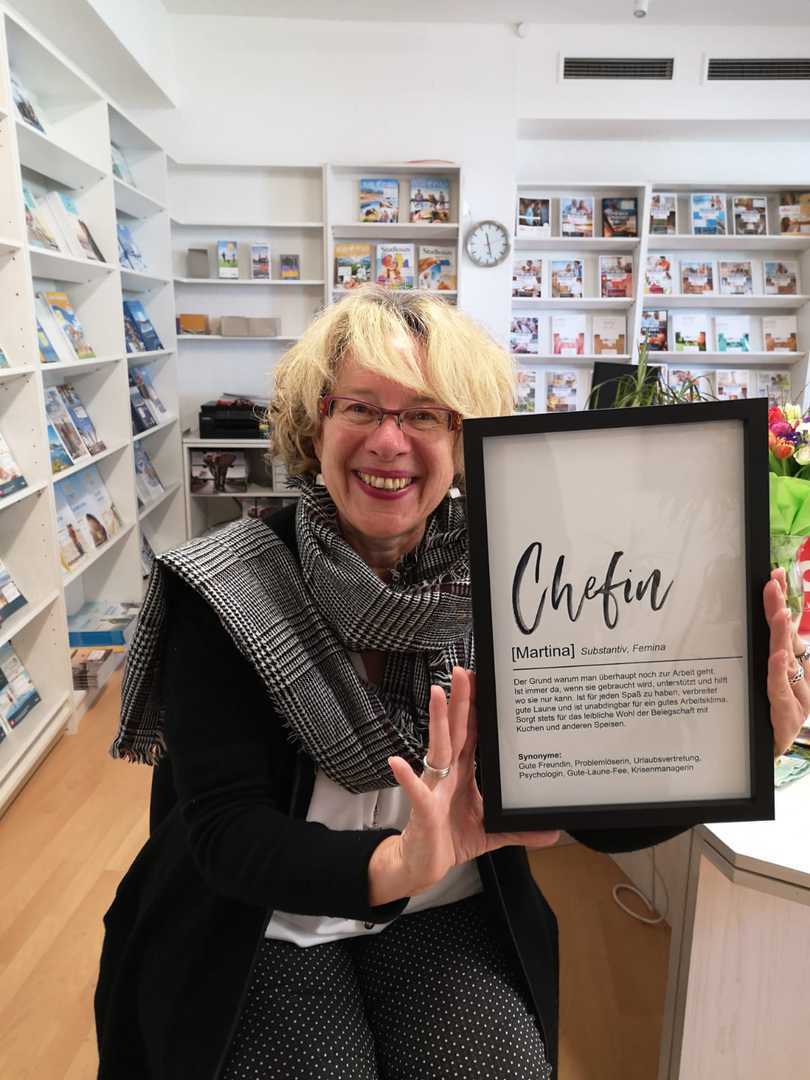 Chefin
[Martina] Substantiv, Femina
Der Grund warum man überhaupt noch zur Arbeit geht.
Ist immer da, wenn sie gebraucht wird, unterstützt und hilft
wo sie nur kann. Ist für jeden Spaß zu haben, verbreitet
gute Laune und ist unabdingbar für ein gutes Arbeitsklima.
Sorgt stets für das leibliche Wohl der Belegschaft mit
Kuchen und anderen Speisen.
Synonyme:
Gute Freundin, Problemlöserin, Urlaubsvertretung,
Psychologin, Gute-Laune-Fee, Krisenmanagerin